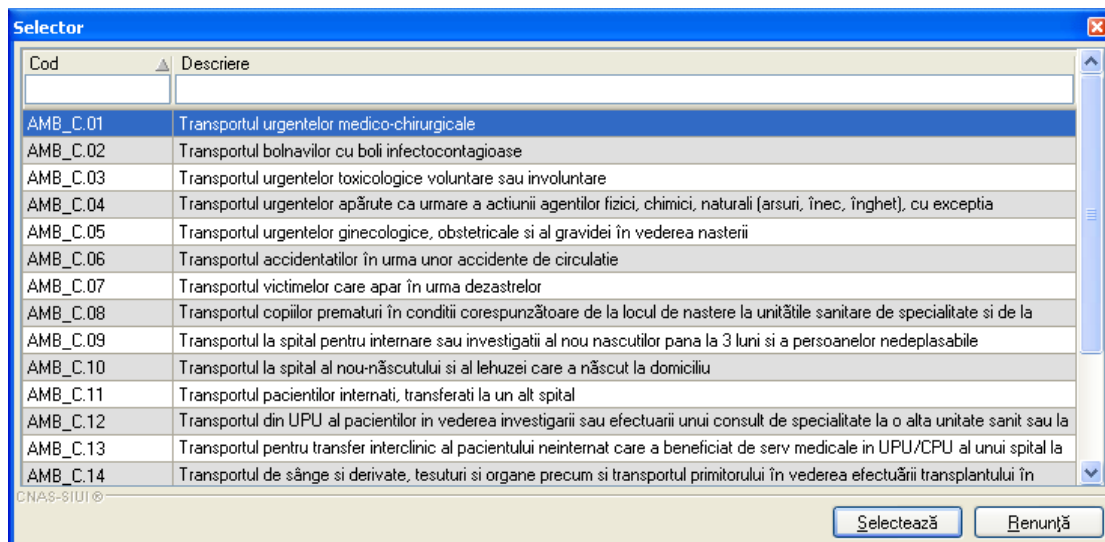 Selector
Cod Descriere
AMB_C.01 Transportul urgentelor medico-chirurgicale
AMB_C.02 Transportul bolnavilor cu boli infectocontagioase
AMB_C.03 Transportul urgentelor toxicologice voluntare sau involuntare
AMB_C.04 Transportul urgentelor apãrute ca urmare a actiunii agentilor fizici, chimici, naturali (arsuri, înec, înghet), cu exceptia
AMB_C.05 Transportul urgentelor ginecologice, obstetricale si al gravidei în vederea nasterii
AMB_C.06 Transportul accidentatilor în urma unor accidente de circulatie
AMB_C.07 Transportul victimelor care apar în urma dezastrelor
AMB_C.08 Transportul copiilor prematuri în conditii corespunzãtoare de la locul de nastere la unitãtile sanitare de specialitate si de la
AMB_C.09 Transportul la spital pentru internare sau investigatii al nou nascutilor pana la 3 luni si a persoanelor nedeplasabile
AMB_C.10 Transportul la spital al nou-nãscutului si al lehuzei care a nãscut la domiciliu
AMB_C.11 Transportul pacientilor internati, transferati la un alt spital
AMB_C.12 Transportul din UPU al pacientilor in vederea investigarii sau efectuarii unui consult de specialitate la o alta unitate sanit sau la
AMB_C.13 Transportul pentru transfer interclinic al pacientului neinternat care a beneficiat de serv medicale in UPU/CPU al unui spital la
AMB_C.14 Transportul de sânge si derivate, tesuturi si organe precum si transportul primitorului în vederea efectuãrii transplantului în
CNAS-SIUI ®
Selectează Renunţă